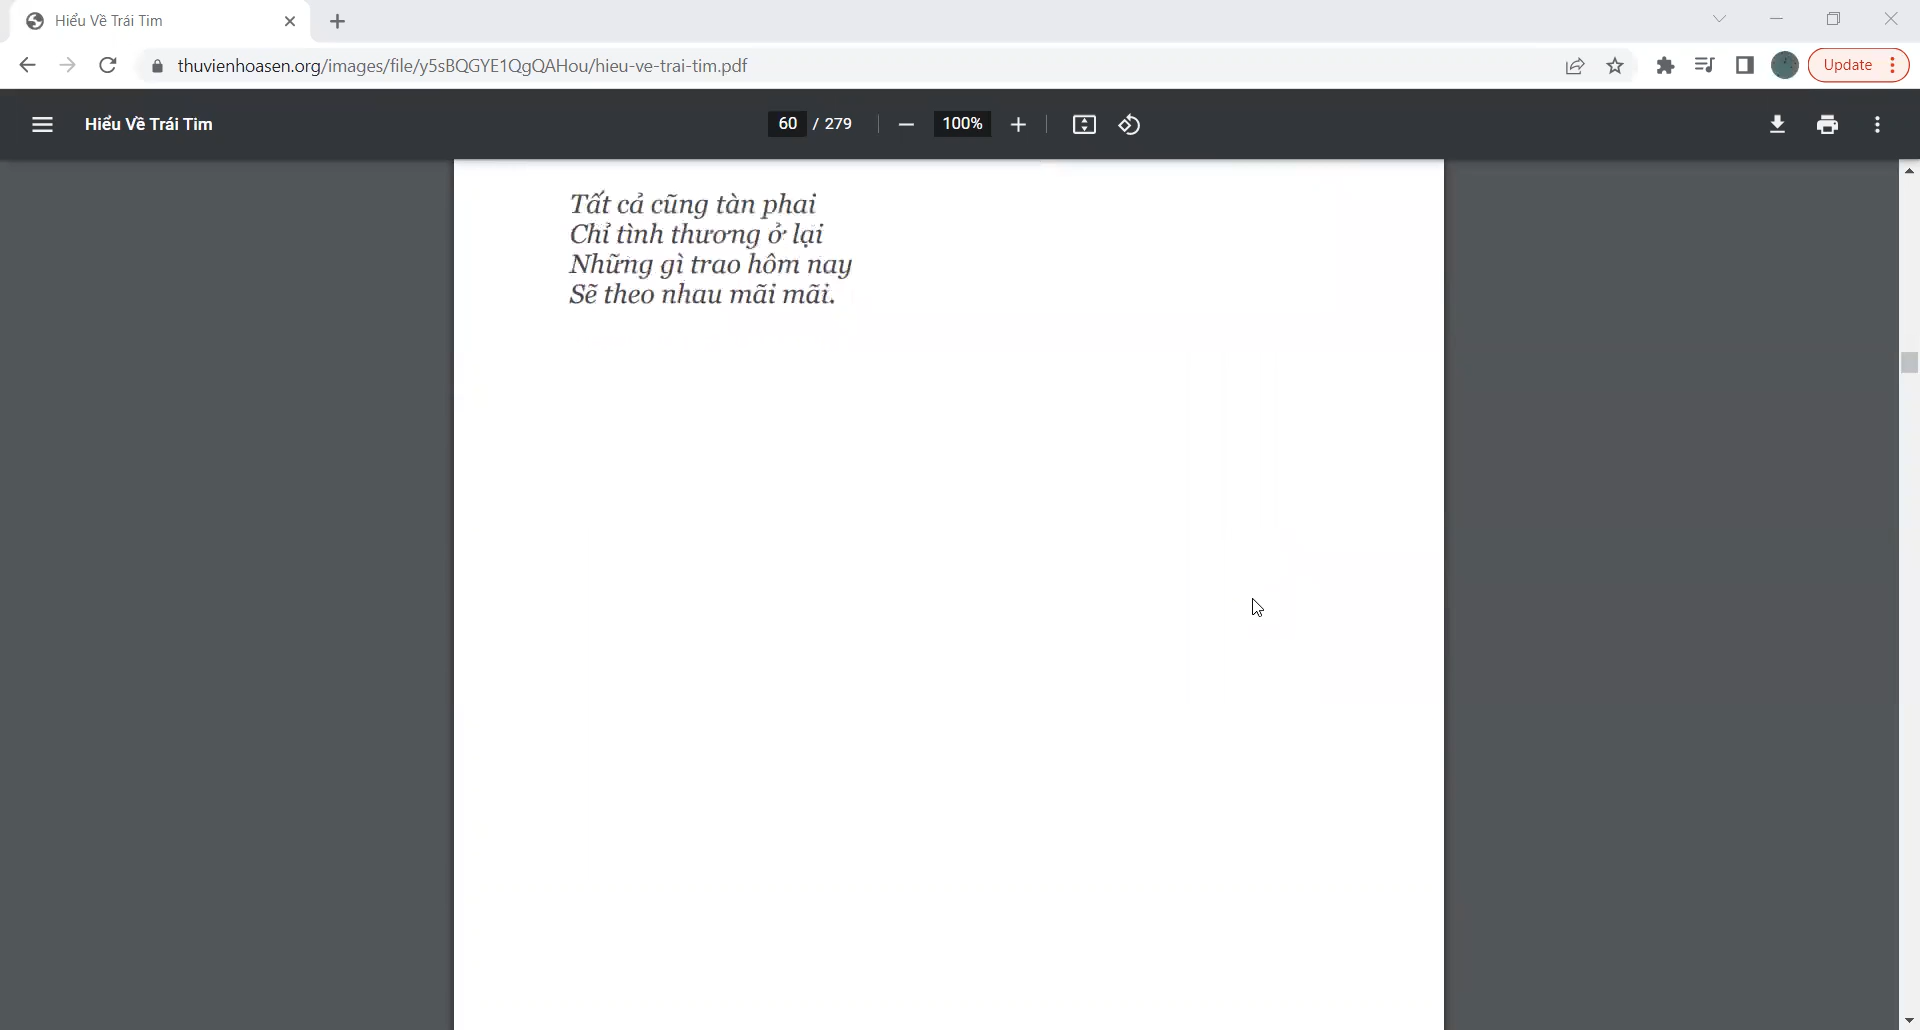 Hiểu Về Trái Tim
thuvienhoasen.org/images/file/y5sBQGYE1QgQAHou/hieu-ve-trai-tim.pdf
Update
Hiểu Về Trái Tim
60 / 279
100%
Tất cả cũng tàn phai
Chỉ tình thương ở lại
Những gì trao hôm nay
Sẽ theo nhau mãi mãi.